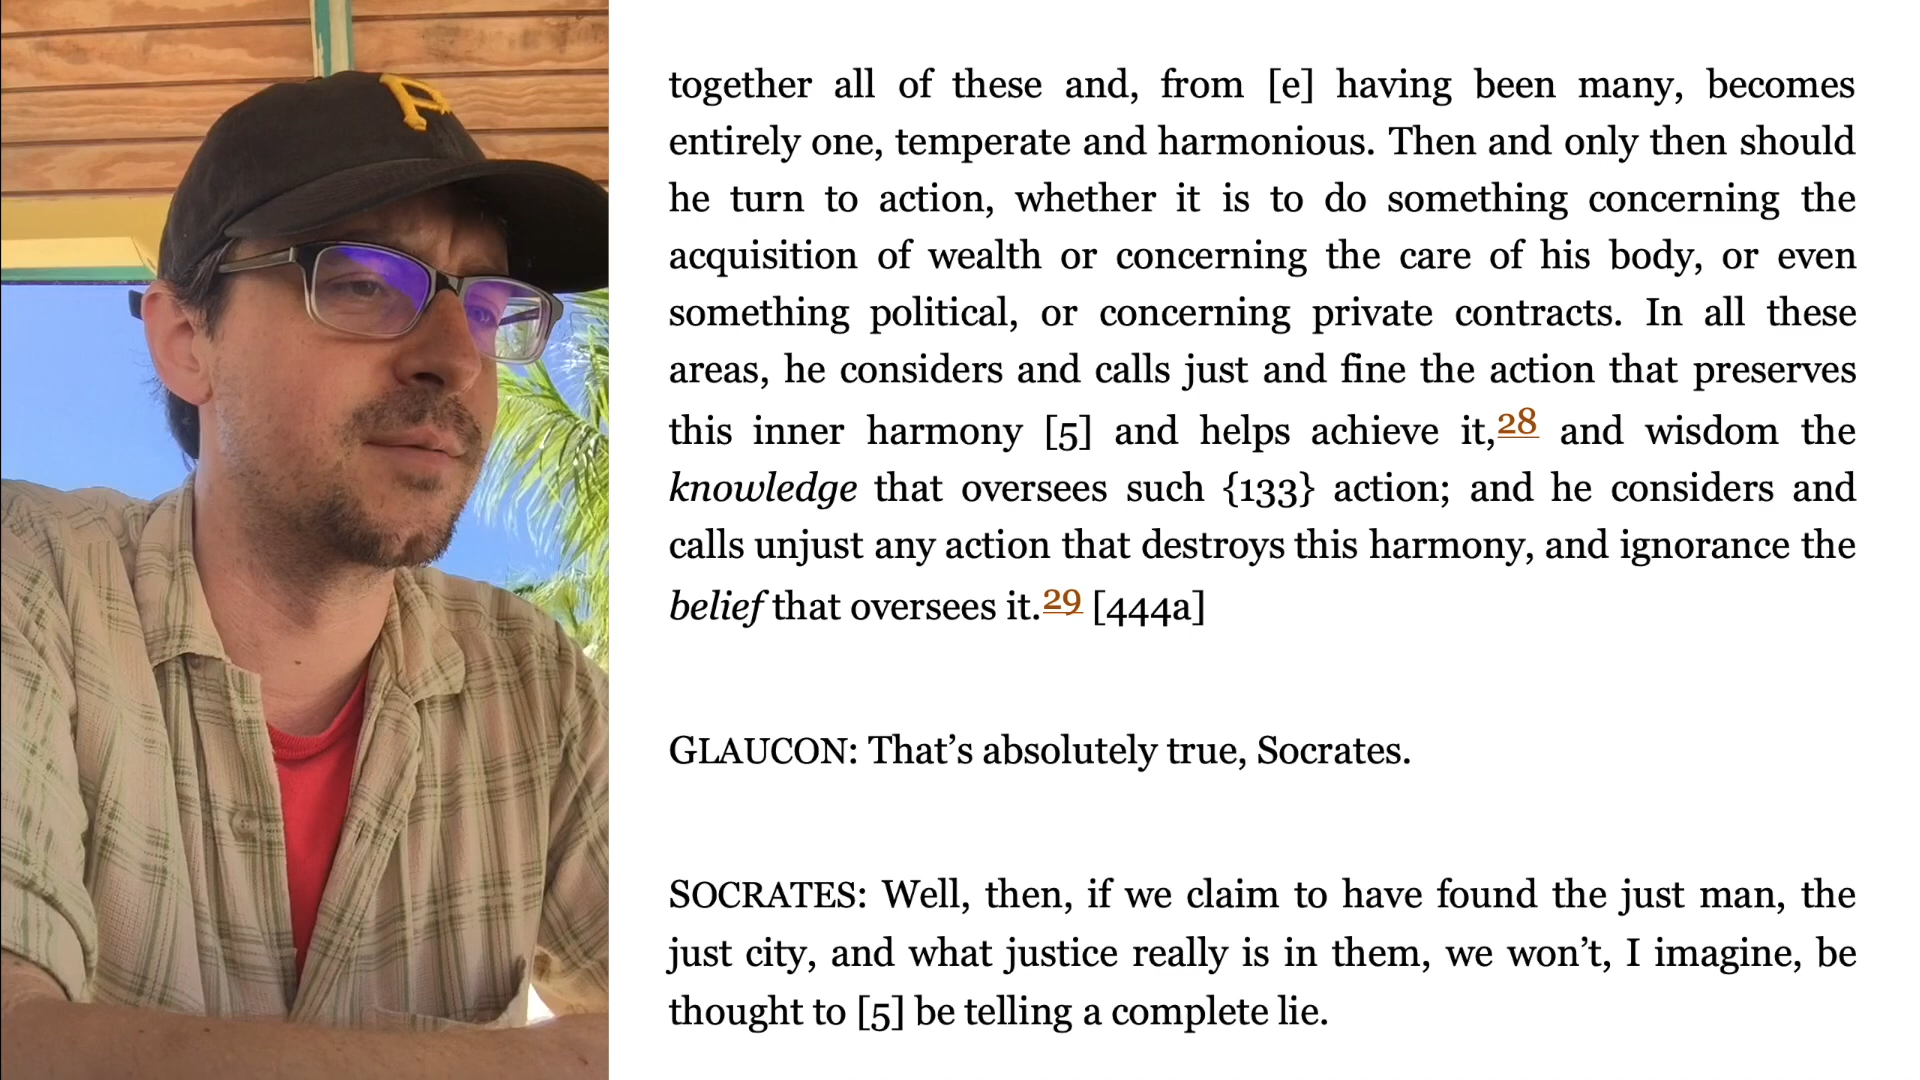 P
together all of these and, from [e] having been many, becomes
entirely one, temperate and harmonious. Then and only then should
he turn to action, whether it is to do something concerning the
acquisition of wealth or concerning the care of his body, or even
something political, or concerning private contracts. In all these
areas, he considers and calls just and fine the action that preserves
this inner harmony [5] and helps achieve it,28 and wisdom the
knowledge that oversees such {133} action; and he considers and
calls unjust any action that destroys this harmony, and ignorance the
belief that oversees it.29 [444a]
GLAUCON: That’s absolutely true, Socrates.
SOCRATES: Well, then, if we claim to have found the just man, the
just city, and what justice really is in them, we won’t, I imagine, be
thought to [5] be telling a complete lie.